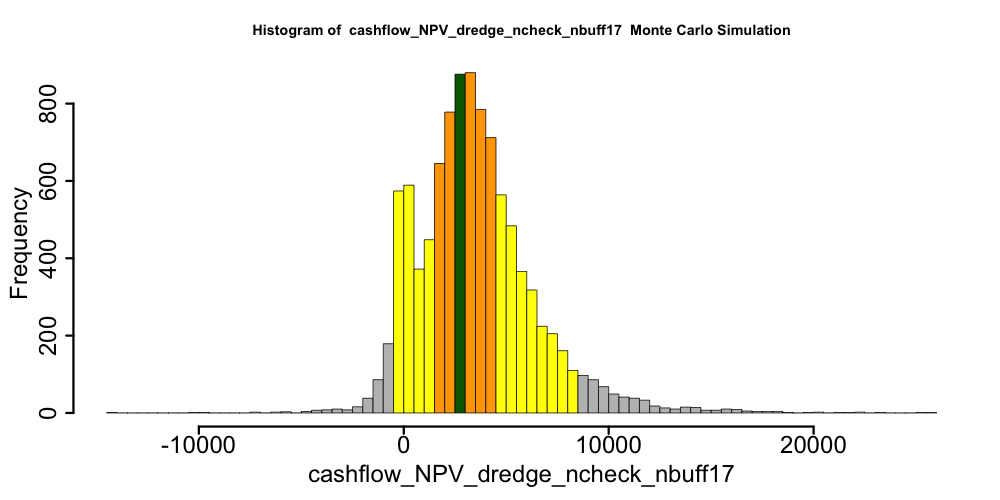 Histogram of  cashflow_NPV_dredge_ncheck_nbuff17  Monte Carlo Simulation
Frequency
800
600
400
200
0
-10000 0 10000 20000
cashflow_NPV_dredge_ncheck_nbuff17